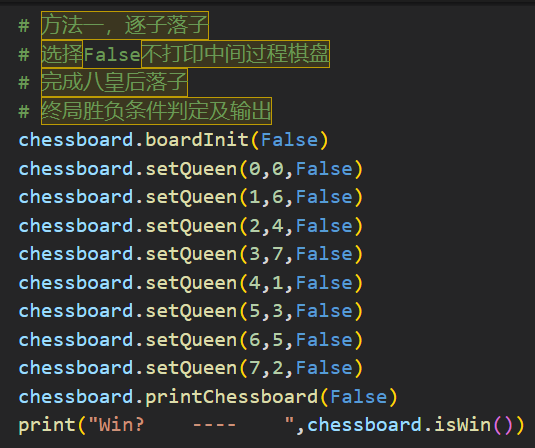 # 方法一，逐子落子
# 选择False不打印中间过程棋盘
# 完成八皇后落子
# 终局胜负条件判定及输出
chessboard.boardInit(False)
chessboard.setQueen(0,0,False)
chessboard.setQueen(1,6,False)
chessboard.setQueen(2,4,False)
chessboard.setQueen(3,7,False)
chessboard.setQueen(4,1,False)
chessboard.setQueen(5,3,False)
chessboard.setQueen(6,5,False)
chessboard.setQueen(7,2,False)
chessboard.printChessboard(False)
print("Win?    ----    ",chessboard.isWin())